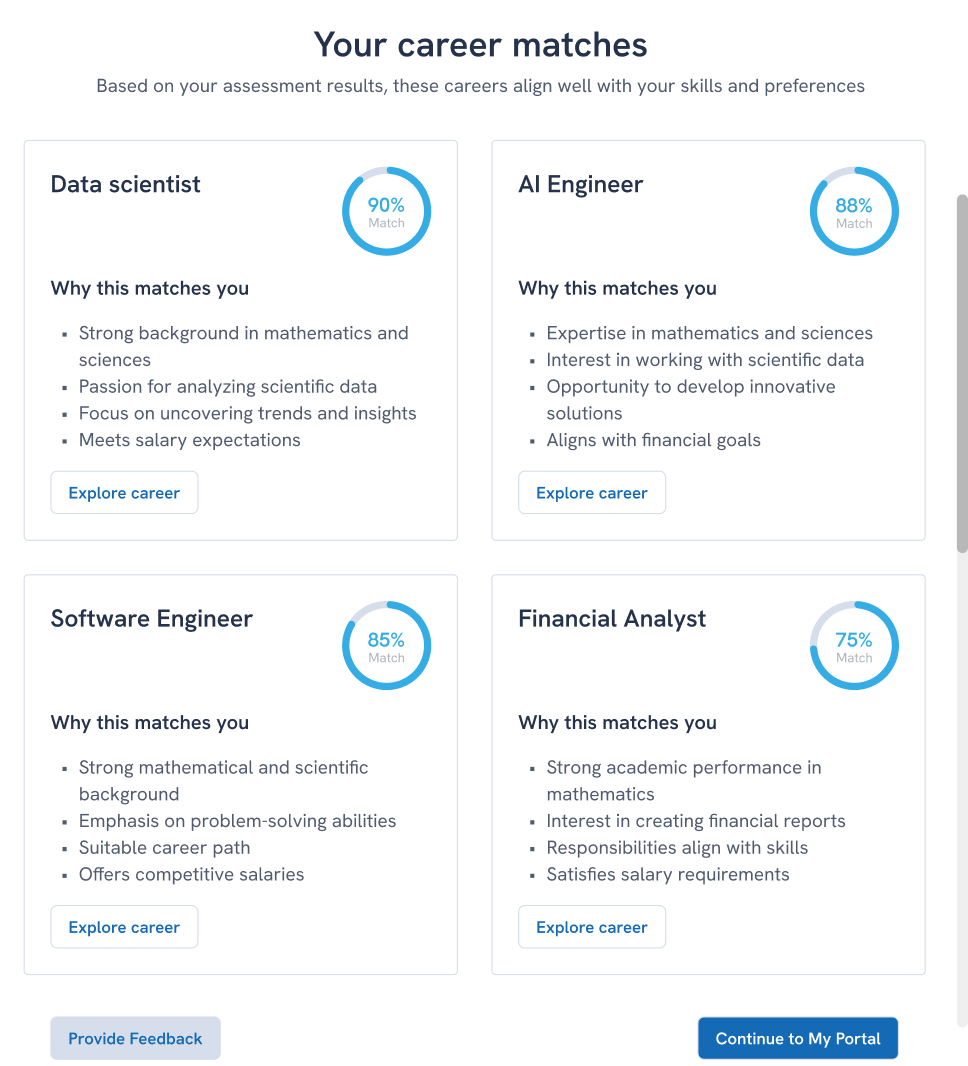 Your career matches
Based on your assessment results, these careers align well with your skills and preferences
Data scientist
90%
Match
Why this matches you
▪ Strong background in mathematics and
sciences
▪ Passion for analyzing scientific data
▪ Focus on uncovering trends and insights
▪ Meets salary expectations
Explore career
AI Engineer
88%
Match
Why this matches you
▪ Expertise in mathematics and sciences
▪ Interest in working with scientific data
▪ Opportunity to develop innovative
solutions
▪ Aligns with financial goals
Explore career
Software Engineer
85%
Match
Why this matches you
▪ Strong mathematical and scientific
background
▪ Emphasis on problem-solving abilities
▪ Suitable career path
▪ Offers competitive salaries
Explore career
Financial Analyst
75%
Match
Why this matches you
▪ Strong academic performance in
mathematics
▪ Interest in creating financial reports
▪ Responsibilities align with skills
▪ Satisfies salary requirements
Explore career
Provide Feedback
Continue to My Portal